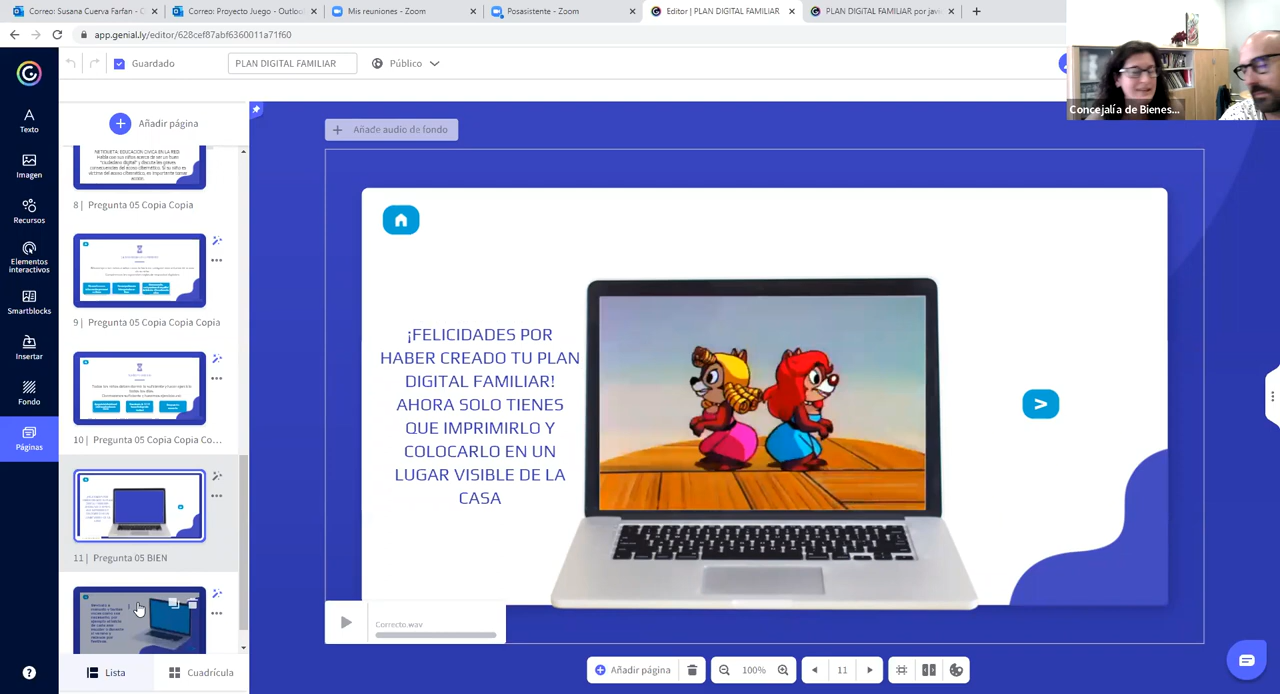 Correo: Susana Cuerva Farfan - C
Correo: Proyecto Juego - Outloo
Mis reuniones - Zoom
Posasistente - Zoom
Editor | PLAN DIGITAL FAMILIAR
PLAN DIGITAL FAMILIAR por javi
app.genial.ly/editor/628cef87abf6360011a71f60
Guardado
PLAN DIGITAL FAMILIAR
Público
Concejalía de Bienes...
Texto
Imagen
Recursos
Elementos
interactivos
Smartblocks
Insertar
Fondo
Páginas
Añadir página
8 | Pregunta 05 Copia Copia
9 | Pregunta 05 Copia Copia Copia
10 | Pregunta 05 Copia Copia Co...
11 | Pregunta 05 BIEN
Lista
Cuadrícula
Añade audio de fondo
¡FELICIDADES POR
HABER CREADO TU PLAN
DIGITAL FAMILIAR!
AHORA SOLO TIENES
QUE IMPRIMIRLO Y
COLOCARLO EN UN
LUGAR VISIBLE DE LA
CASA
>
Correcto.wav
Añadir página
100%
11